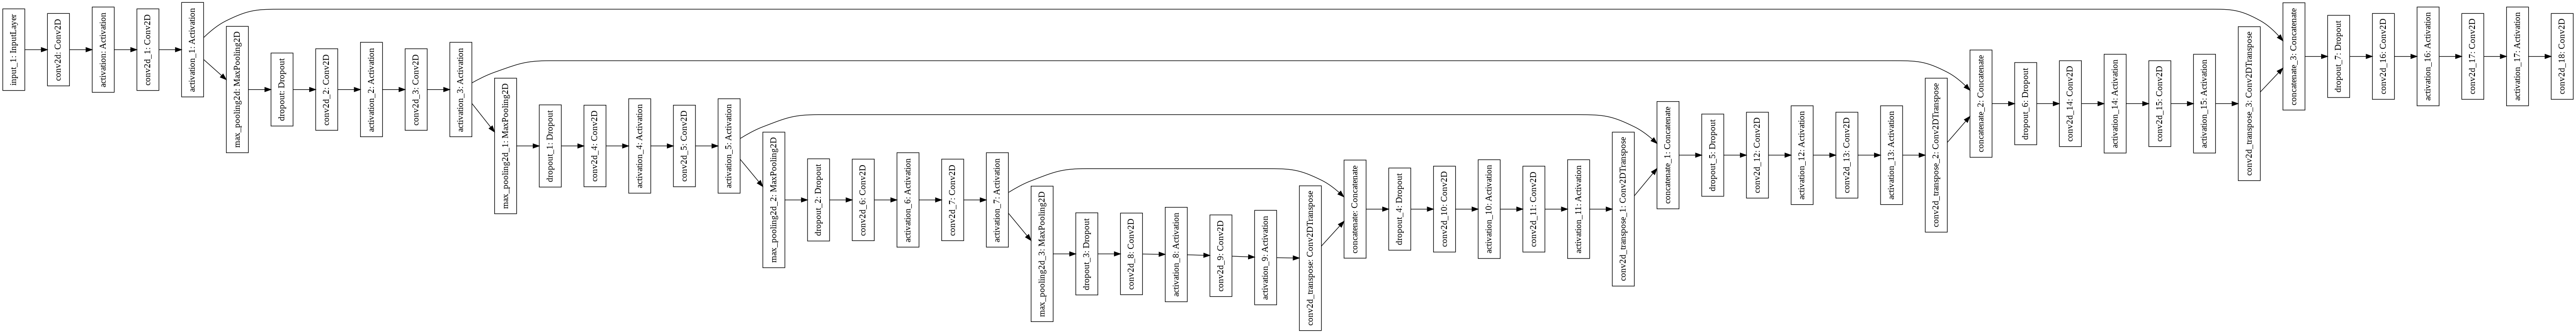 input_1: InputLayer
conv2d: Conv2D
activation: Activation
conv2d_1: Conv2D
activation_1: Activation
max_pooling2d: MaxPooling2D
dropout: Dropout
conv2d_2: Conv2D
activation_2: Activation
conv2d_3: Conv2D
activation_3: Activation
max_pooling2d_1: MaxPooling2D
dropout_1: Dropout
conv2d_4: Conv2D
activation_4: Activation
conv2d_5: Conv2D
activation_5: Activation
max_pooling2d_2: MaxPooling2D
dropout_2: Dropout
conv2d_6: Conv2D
activation_6: Activation
conv2d_7: Conv2D
activation_7: Activation
max_pooling2d_3: MaxPooling2D
dropout_3: Dropout
conv2d_8: Conv2D
activation_8: Activation
conv2d_9: Conv2D
activation_9: Activation
conv2d_transpose: Conv2DTranspose
concatenate: Concatenate
dropout_4: Dropout
conv2d_10: Conv2D
activation_10: Activation
conv2d_11: Conv2D
activation_11: Activation
conv2d_transpose_1: Conv2DTranspose
concatenate_1: Concatenate
dropout_5: Dropout
conv2d_12: Conv2D
activation_12: Activation
conv2d_13: Conv2D
activation_13: Activation
conv2d_transpose_2: Conv2DTranspose
concatenate_2: Concatenate
dropout_6: Dropout
conv2d_14: Conv2D
activation_14: Activation
conv2d_15: Conv2D
activation_15: Activation
conv2d_transpose_3: Conv2DTranspose
concatenate_3: Concatenate
dropout_7: Dropout
conv2d_16: Conv2D
activation_16: Activation
conv2d_17: Conv2D
activation_17: Activation
conv2d_18: Conv2D